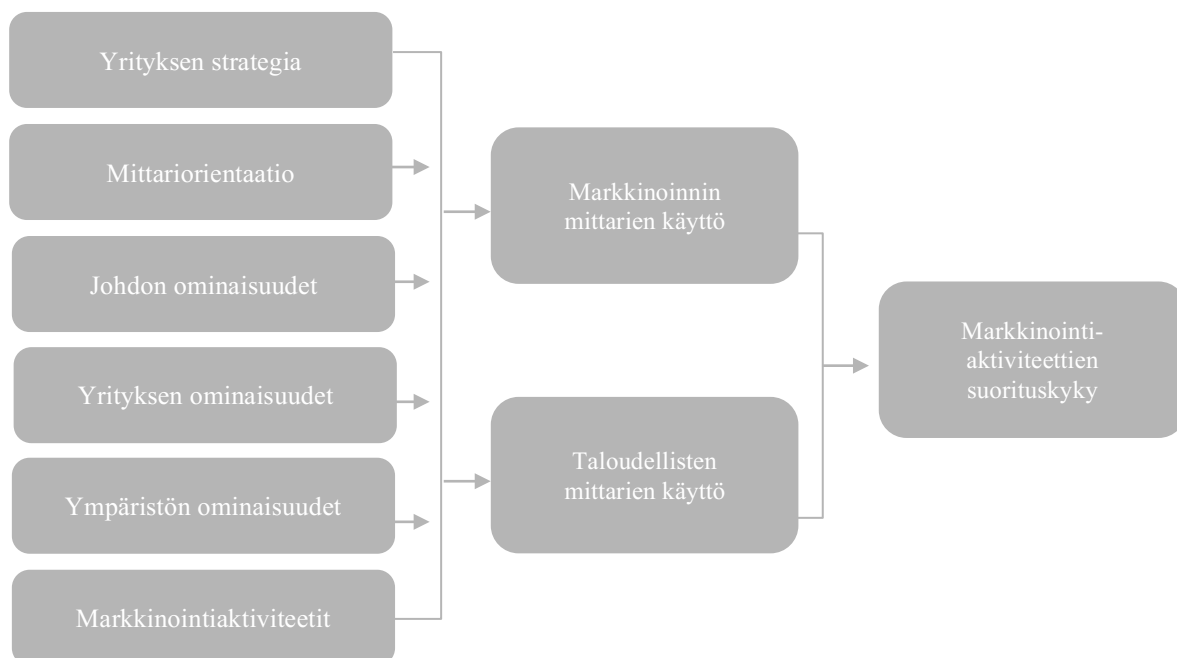 Yrityksen strategia
Mittariorientaatio
Johdon ominaisuudet
Yrityksen ominaisuudet
Ympäristön ominaisuudet
Markkinointiaktiviteetit
Markkinoinnin
mittarien käyttö
Taloudellisten
mittarien käyttö
Markkinointi-
aktiviteettien
suorituskyky